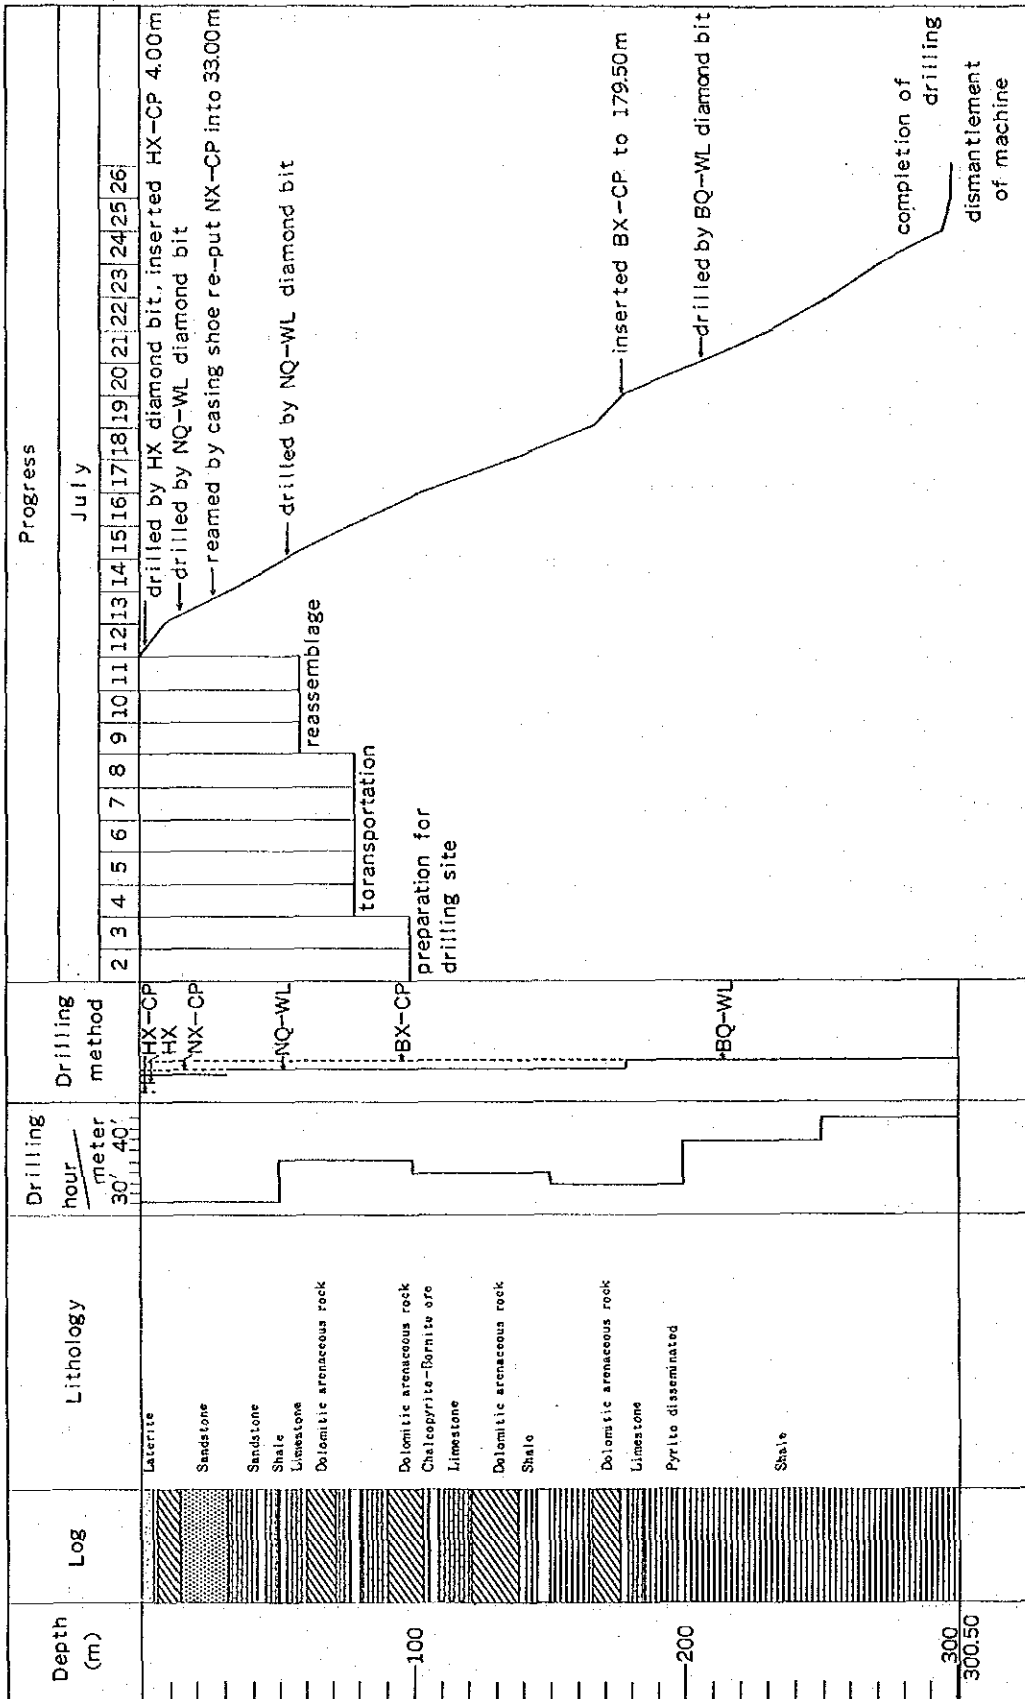 Depth
(m)
Log
Lithology
Drilling
hour
meter
30' 40'
Drilling
method
Progress
July
2 3 4 5 6 7 8 9 10 11 12 13 14 15 16 17 18 19 20 21 22 23 24 25 26
Laterite
Sandstone
Sandstone
Shale
Limestone
Dolomitic arenaceous rock
Dolomitic arenaceous rock
Chalcopyrite-Bornite ore
Limestone
Dolomitic arenaceous rock
Shale
Dolomitic arenaceous rock
Limestone
Pyrite disseminated
Shale
HX-CP
HX
NX-CP
NQ-WL
BX-CP
BQ-WL
drilled by HX diamond bit, inserted HX-CP 4.00m
drilled by NQ-WL diamond bit
reamed by casing shoe re-put NX-CP into 33.00m
drilled by NQ-WL diamond bit
reassemblage
toransportation
preparation for
drilling site
inserted BX-CP to 179.50m
drilled by BQ-WL diamond bit
completion of
drilling
dismantlement
of machine
100
200
300
300.50